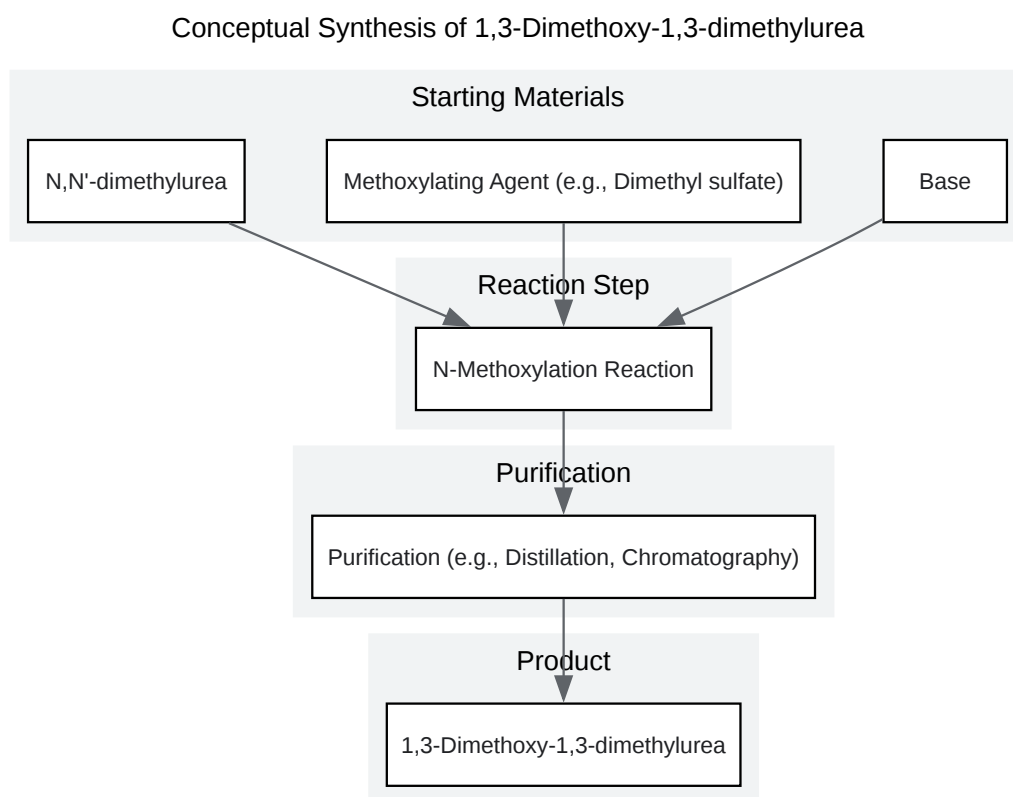 Conceptual Synthesis of 1,3-Dimethoxy-1,3-dimethylurea
Starting Materials
N,N'-dimethylurea
Methoxylating Agent (e.g., Dimethyl sulfate)
Base
Reaction Step
N-Methoxylation Reaction
Purification
Purification (e.g., Distillation, Chromatography)
Product
1,3-Dimethoxy-1,3-dimethylurea